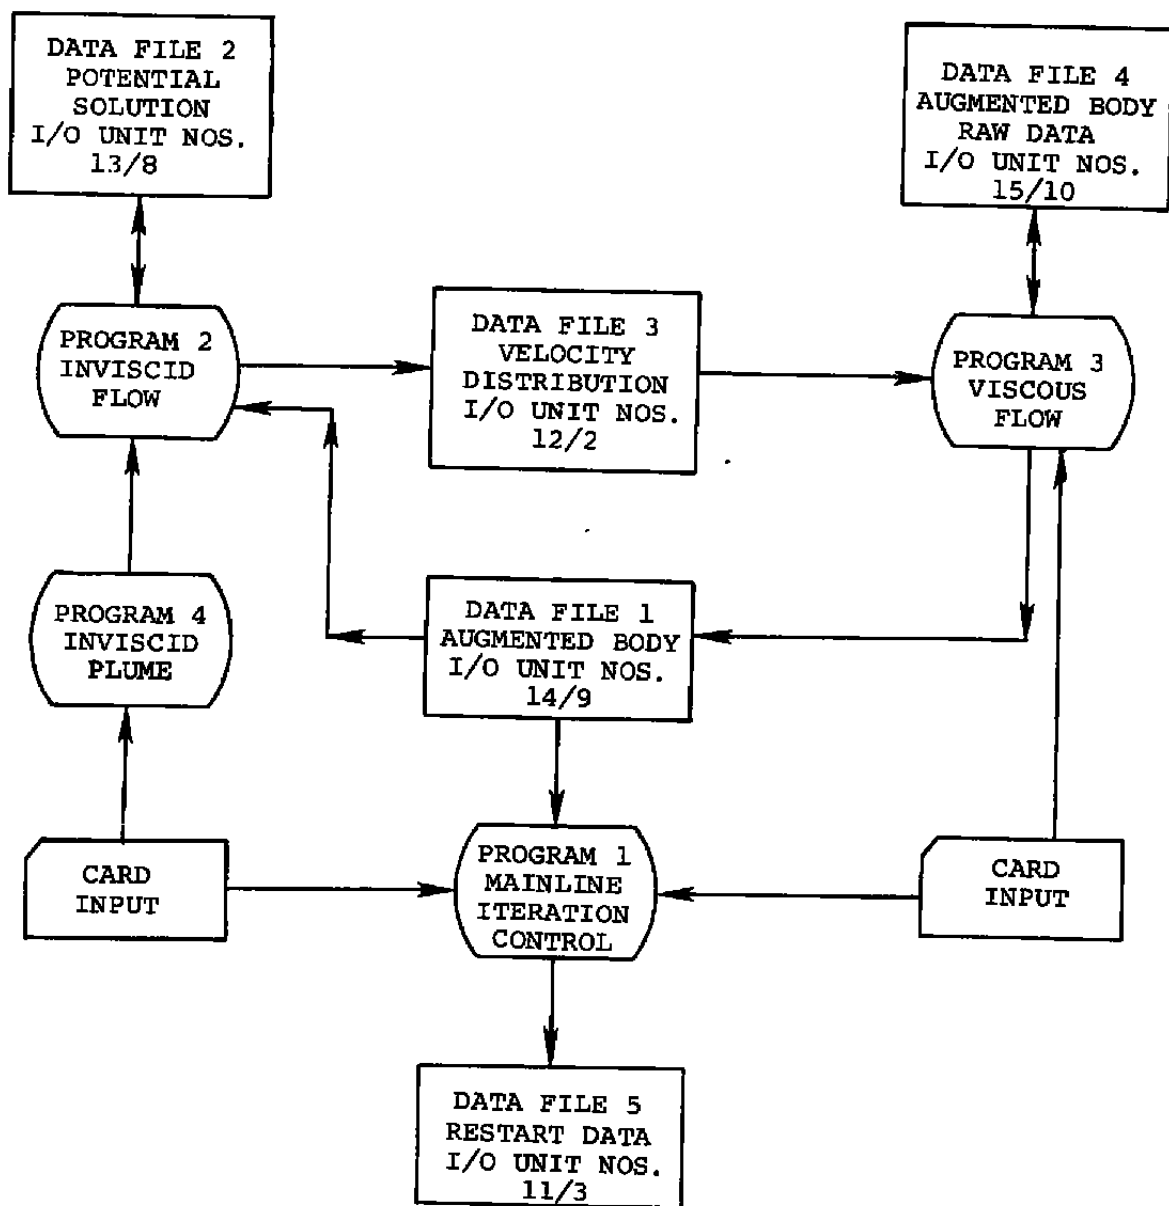 DATA FILE 2
POTENTIAL
SOLUTION
I/O UNIT NOS.
13/8
DATA FILE 4
AUGMENTED BODY
RAW DATA
I/O UNIT NOS.
15/10
PROGRAM 2
INVISCID
FLOW
DATA FILE 3
VELOCITY
DISTRIBUTION
I/O UNIT NOS.
12/2
PROGRAM 3
VISCOUS
FLOW
PROGRAM 4
INVISCID
PLUME
DATA FILE 1
AUGMENTED BODY
I/O UNIT NOS.
14/9
CARD
INPUT
PROGRAM 1
MAINLINE
ITERATION
CONTROL
CARD
INPUT
DATA FILE 5
RESTART DATA
I/O UNIT NOS.
11/3